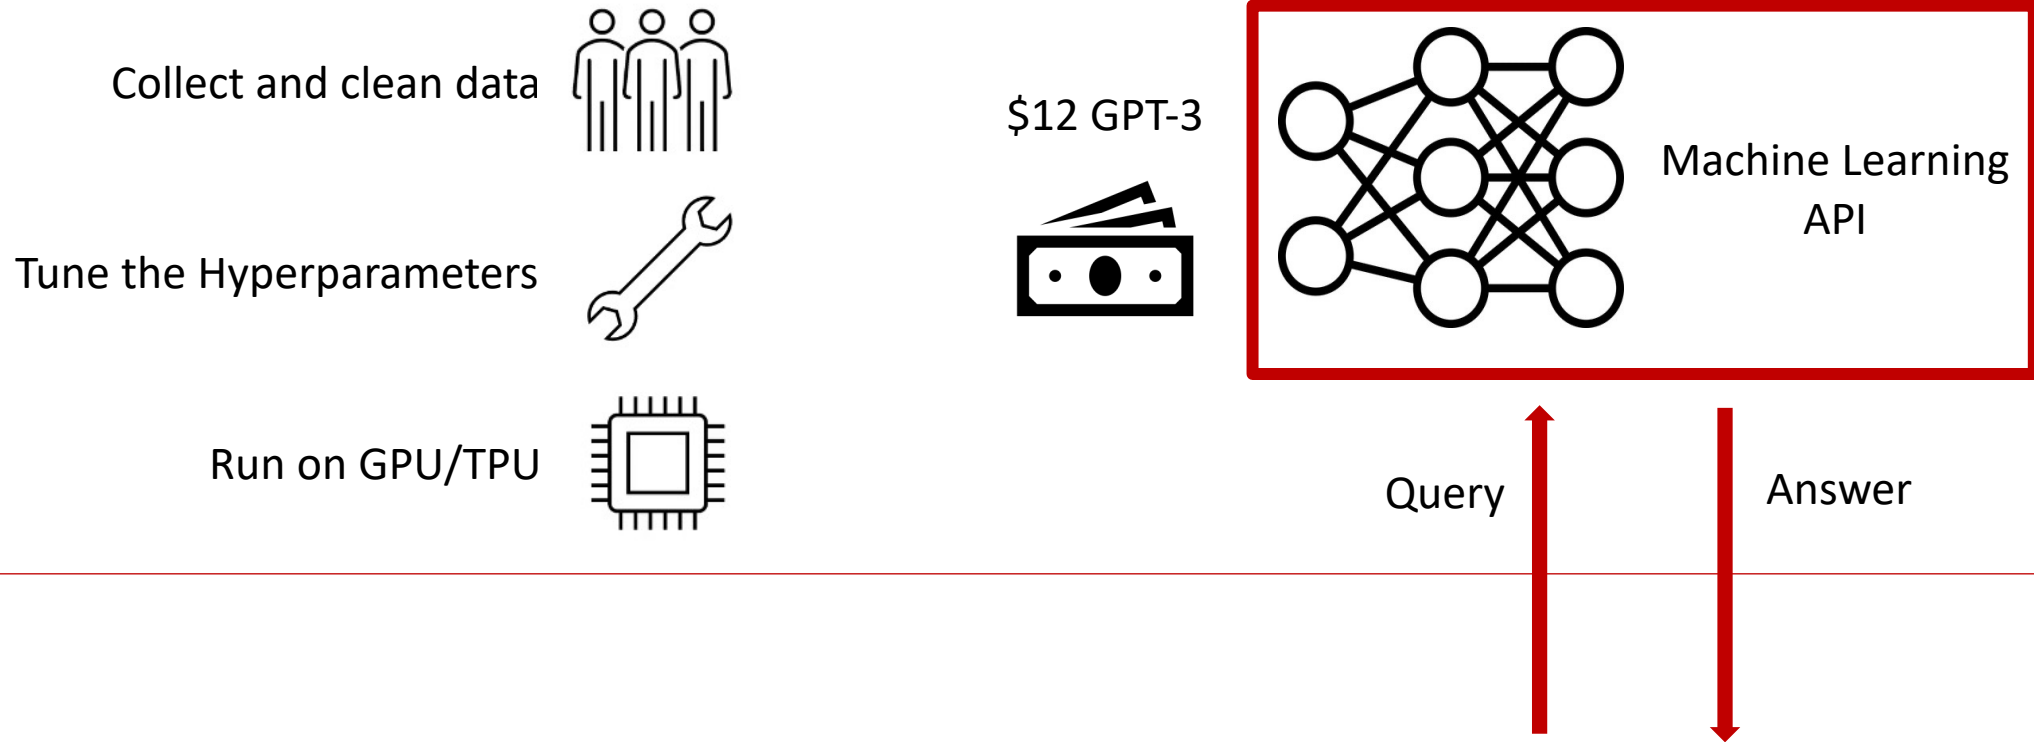 Collect and clean data
Tune the Hyperparameters
Run on GPU/TPU
$12 GPT-3
Machine Learning
API
Query
Answer